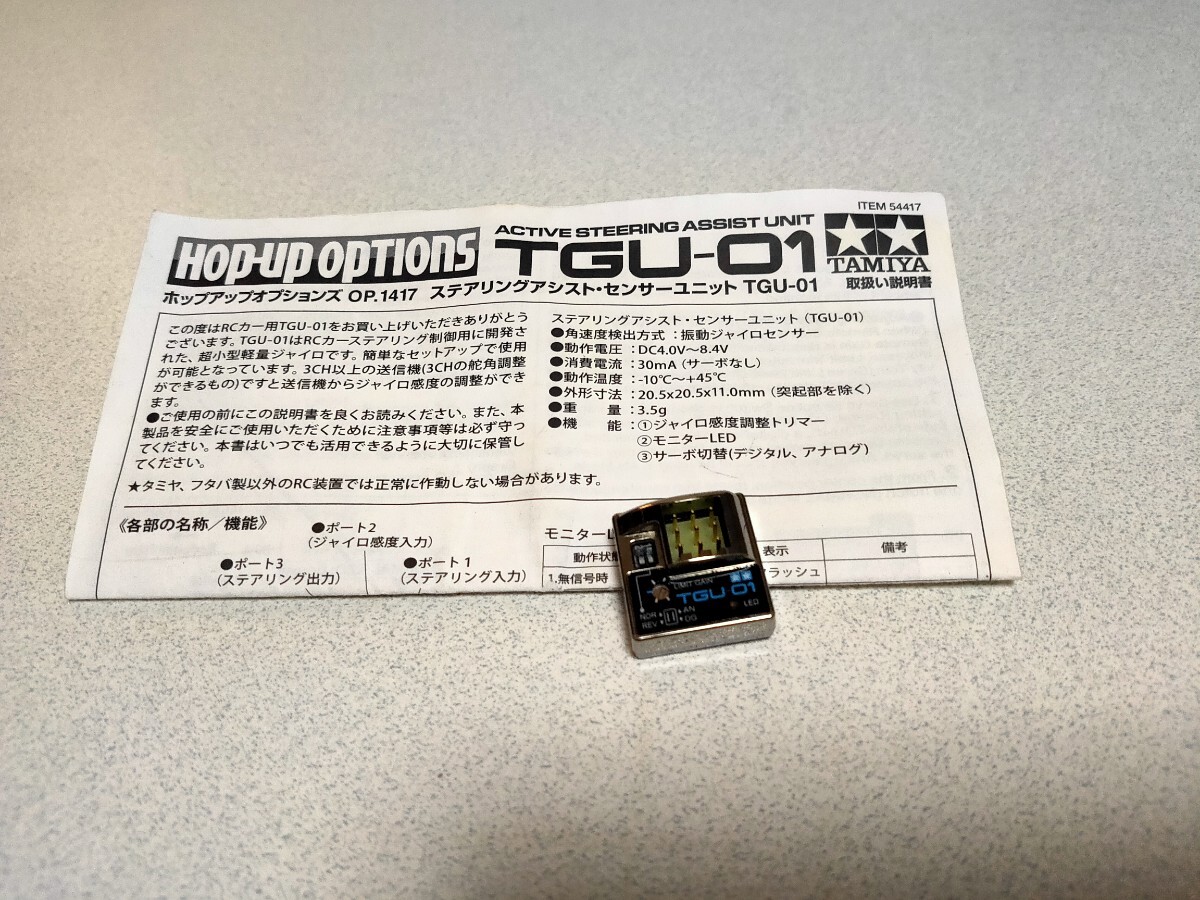 ITEM 54417
HOP-UP OPTIONS
ACTIVE STEERING ASSIST UNIT
TGU-01
TAMIYA
ホップアップオプションズ OP.1417 ステアリングアシスト・センサーユニット TGU-01
取扱い説明書
この度はRCカー用TGU-01をお買い上げいただきありがとう
ございます。TGU-01はRCカーステアリング制御用に開発さ
れた、超小型軽量ジャイロです。簡単なセットアップで使用
が可能となっています。3CH以上の送信機(3CHの舵角調整
ができるもの)ですと送信機からジャイロ感度の調整ができ
ます。
●ご使用の前にこの説明書を良くお読みください。また、本
製品を安全にご使用いただくために注意事項等は必ず守っ
てください。本書はいつでも活用できるように大切に保管し
てください。
ステアリングアシスト・センサーユニット (TGU-01)
●角速度検出方式：振動ジャイロセンサー
●動作電圧：DC4.0V〜8.4V
●消費電流：30mA (サーボなし)
●動作温度：-10℃〜+45℃
●外形寸法：20.5x20.5x11.0mm (突起部を除く)
●重 量：3.5g
●機 能：①ジャイロ感度調整トリマー
②モニターLED
③サーボ切替(デジタル、アナログ)
★タミヤ、フタバ製以外のRC装置では正常に作動しない場合があります。
《各部の名称／機能》
●ポート2
(ジャイロ感度入力)
●ポート3
(ステアリング出力)
●ポート1
(ステアリング入力)
モニターL
動作状
表示
備考
1.無信号時
ラッシュ
LIMIT GAIN
TGU 01
NOR
REV
AN
DG
LED